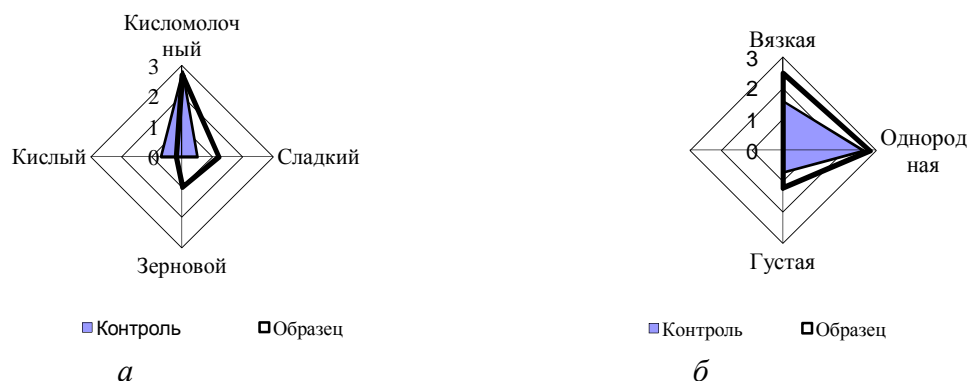 Кисломолоч
ный
3
2
1
0
Кислый
Сладкий
Зерновой
Контроль
Образец
а
Вязкая
3
2
1
0
Однород
ная
Густая
Контроль
Образец
б